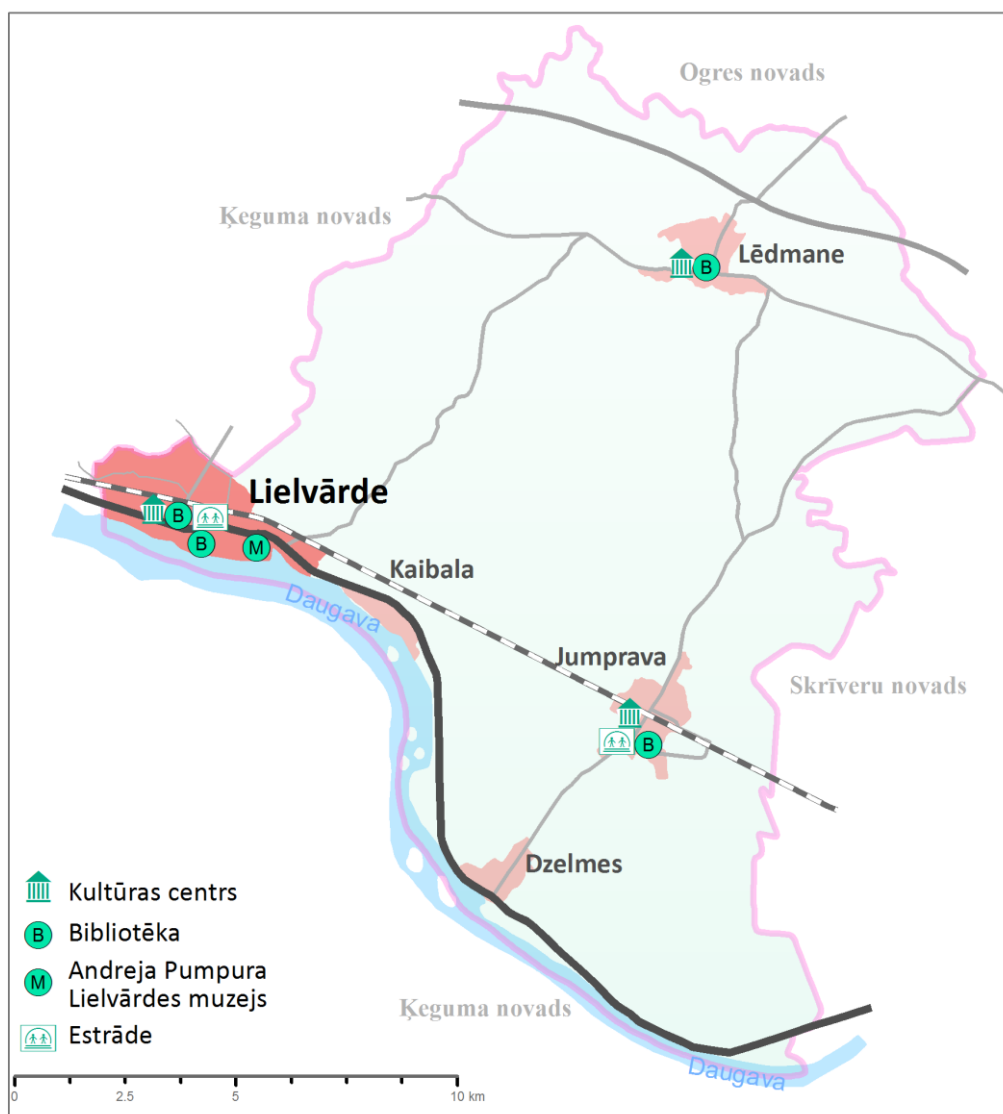 Ogres novads
Ķeguma novads
Lēdmane
B
Lielvārde
B
B
M
Kaibala
Daugava
Jumprava
Skrīveru novads
B
Dzelmes
Kultūras centrs
B
Bibliotēka
M
Andreja Pumpura
Lielvārdes muzejs
Estrāde
Ķeguma novads
Daugava
0 2.5 5 10 km